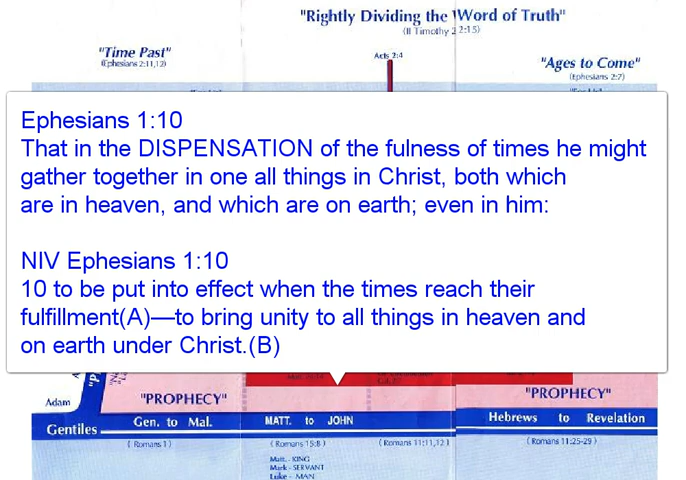 "Rightly Dividing the Word of Truth"
(II Timothy 2:15)
"Time Past"
(Ephesians 2:11,12)
Acts 2:4
"Ages to Come"
(Ephesians 2:7)
Ephesians 1:10
That in the DISPENSATION of the fulness of times he might
gather together in one all things in Christ, both which
are in heaven, and which are on earth; even in him:
NIV Ephesians 1:10
10 to be put into effect when the times reach their
fulfillment(A)—to bring unity to all things in heaven and
on earth under Christ.(B)
Adam
"PROPHECY"
"PROPHECY"
Gentiles
Gen. to Mal.
MATT. to JOHN
Hebrews to Revelation
(Romans 1)
(Romans 15:8)
(Romans 11:11,12)
(Romans 11:25-29)
Matt. - KING
Mark - SERVANT
Luke - MAN